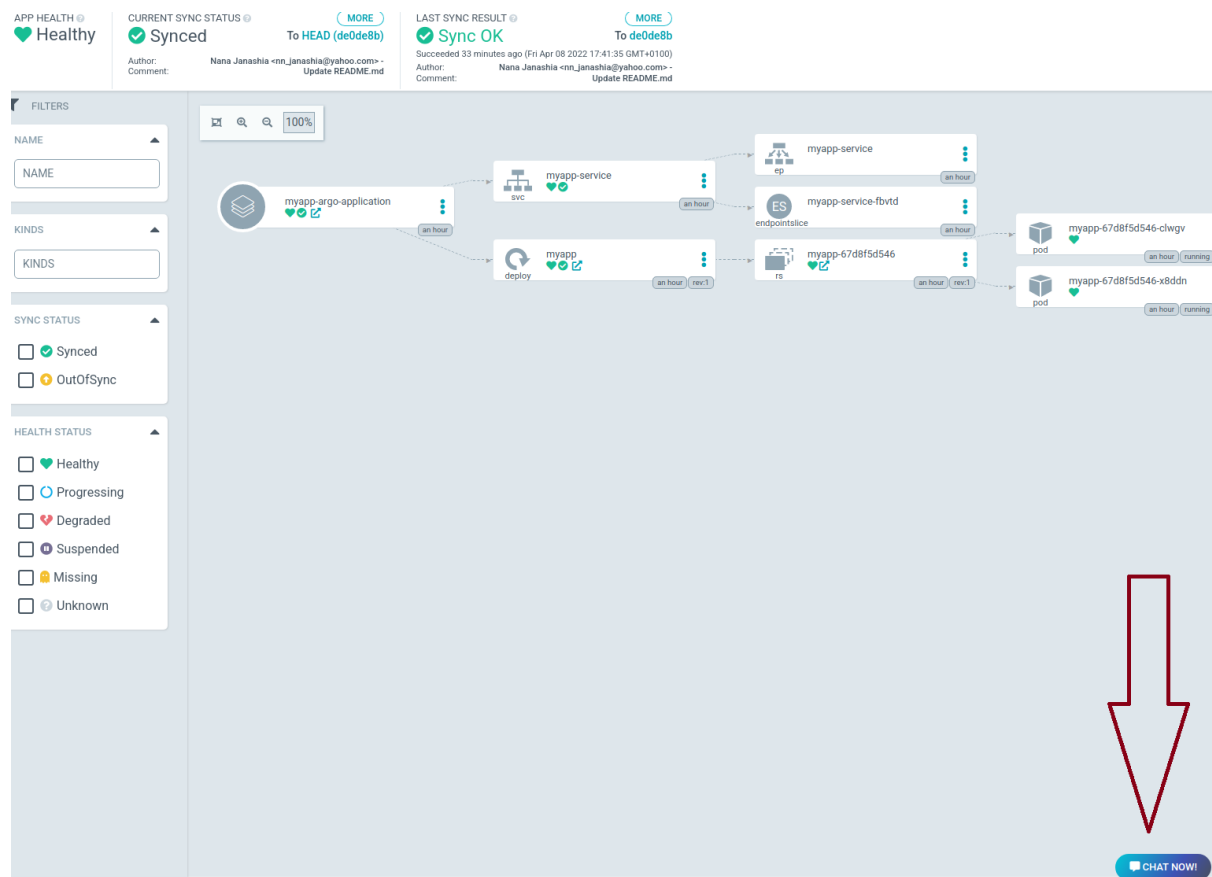 APP HEALTH
Healthy
CURRENT SYNC STATUS
MORE
Synced
To HEAD (de0de8b)
Author: Nana Janashia <nn_janashia@yahoo.com> -
Comment: Update README.md
LAST SYNC RESULT
MORE
Sync OK
To de0de8b
Succeeded 33 minutes ago (Fri Apr 08 2022 17:41:35 GMT+0100)
Author: Nana Janashia <nn_janashia@yahoo.com> -
Comment: Update README.md
FILTERS
NAME
NAME
KINDS
KINDS
SYNC STATUS
Synced
OutOfSync
HEALTH STATUS
Healthy
Progressing
Degraded
Suspended
Missing
Unknown
100%
myapp-argo-application
an hour
myapp-service
svc
an hour
myapp
deploy
an hour rev:1
myapp-service
ep
an hour
ES
myapp-service-fbvtd
endpointslice
an hour
myapp-67d8f5d546
rs
an hour rev:1
myapp-67d8f5d546-clwgv
pod
an hour running
myapp-67d8f5d546-x8ddn
pod
an hour running
CHAT NOW!